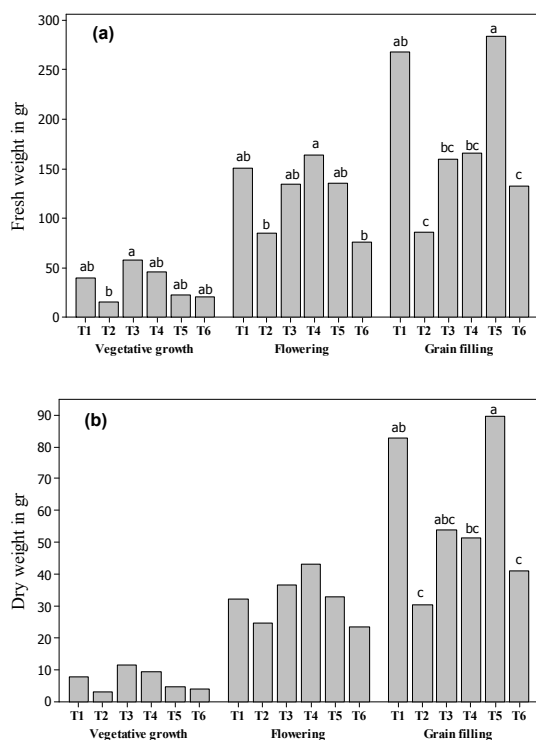 (a)
Fresh weight in gr
300
250
200
150
100
50
0
ab
b
a
ab
ab
ab
ab
b
ab
a
ab
b
ab
c
bc
bc
a
c
T1 T2 T3 T4 T5 T6 T1 T2 T3 T4 T5 T6 T1 T2 T3 T4 T5 T6
Vegetative growth Flowering Grain filling
(b)
Dry weight in gr
90
80
70
60
50
40
30
20
10
0
ab
c
abc
bc
a
c
T1 T2 T3 T4 T5 T6 T1 T2 T3 T4 T5 T6 T1 T2 T3 T4 T5 T6
Vegetative growth Flowering Grain filling